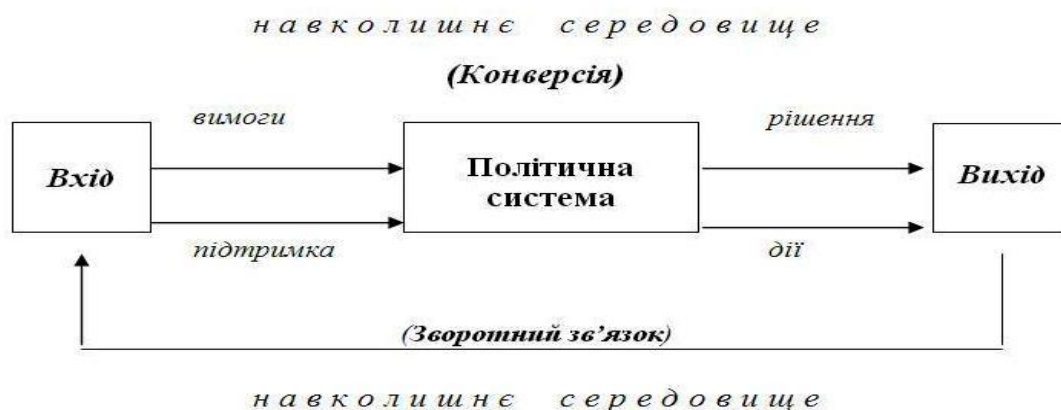 навколишнє середовище
(Конверсія)
вимоги
рішення
Вхід
Політична
система
Вихід
підтримка
дії
(Зворотний зв’язок)
навколишнє середовище